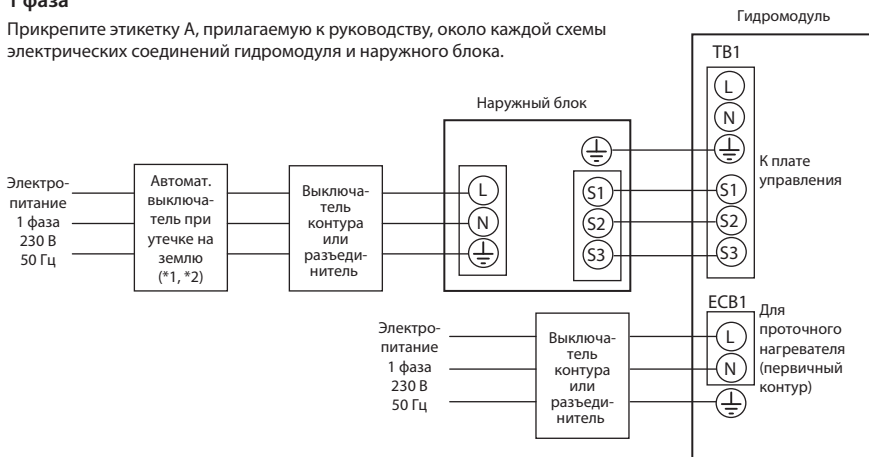 1 фаза
Прикрепите этикетку А, прилагаемую к руководству, около каждой схемы
электрических соединений гидромодуля и наружного блока.
Гидромодуль
TB1
L
N
К плате
управления
S1
S2
S3
Наружный блок
L
N
S1
S2
S3
Электро-
питание
1 фаза
230 В
50 Гц
Автомат.
выключа-
тель при
утечке на
землю
(*1, *2)
Выключа-
тель
контура
или
разъеди-
нитель
ECB1
L
N
Для
проточного
нагревателя
(первичный
контур)
Электро-
питание
1 фаза
230 В
50 Гц
Выключа-
тель
контура
или
разъеди-
нитель